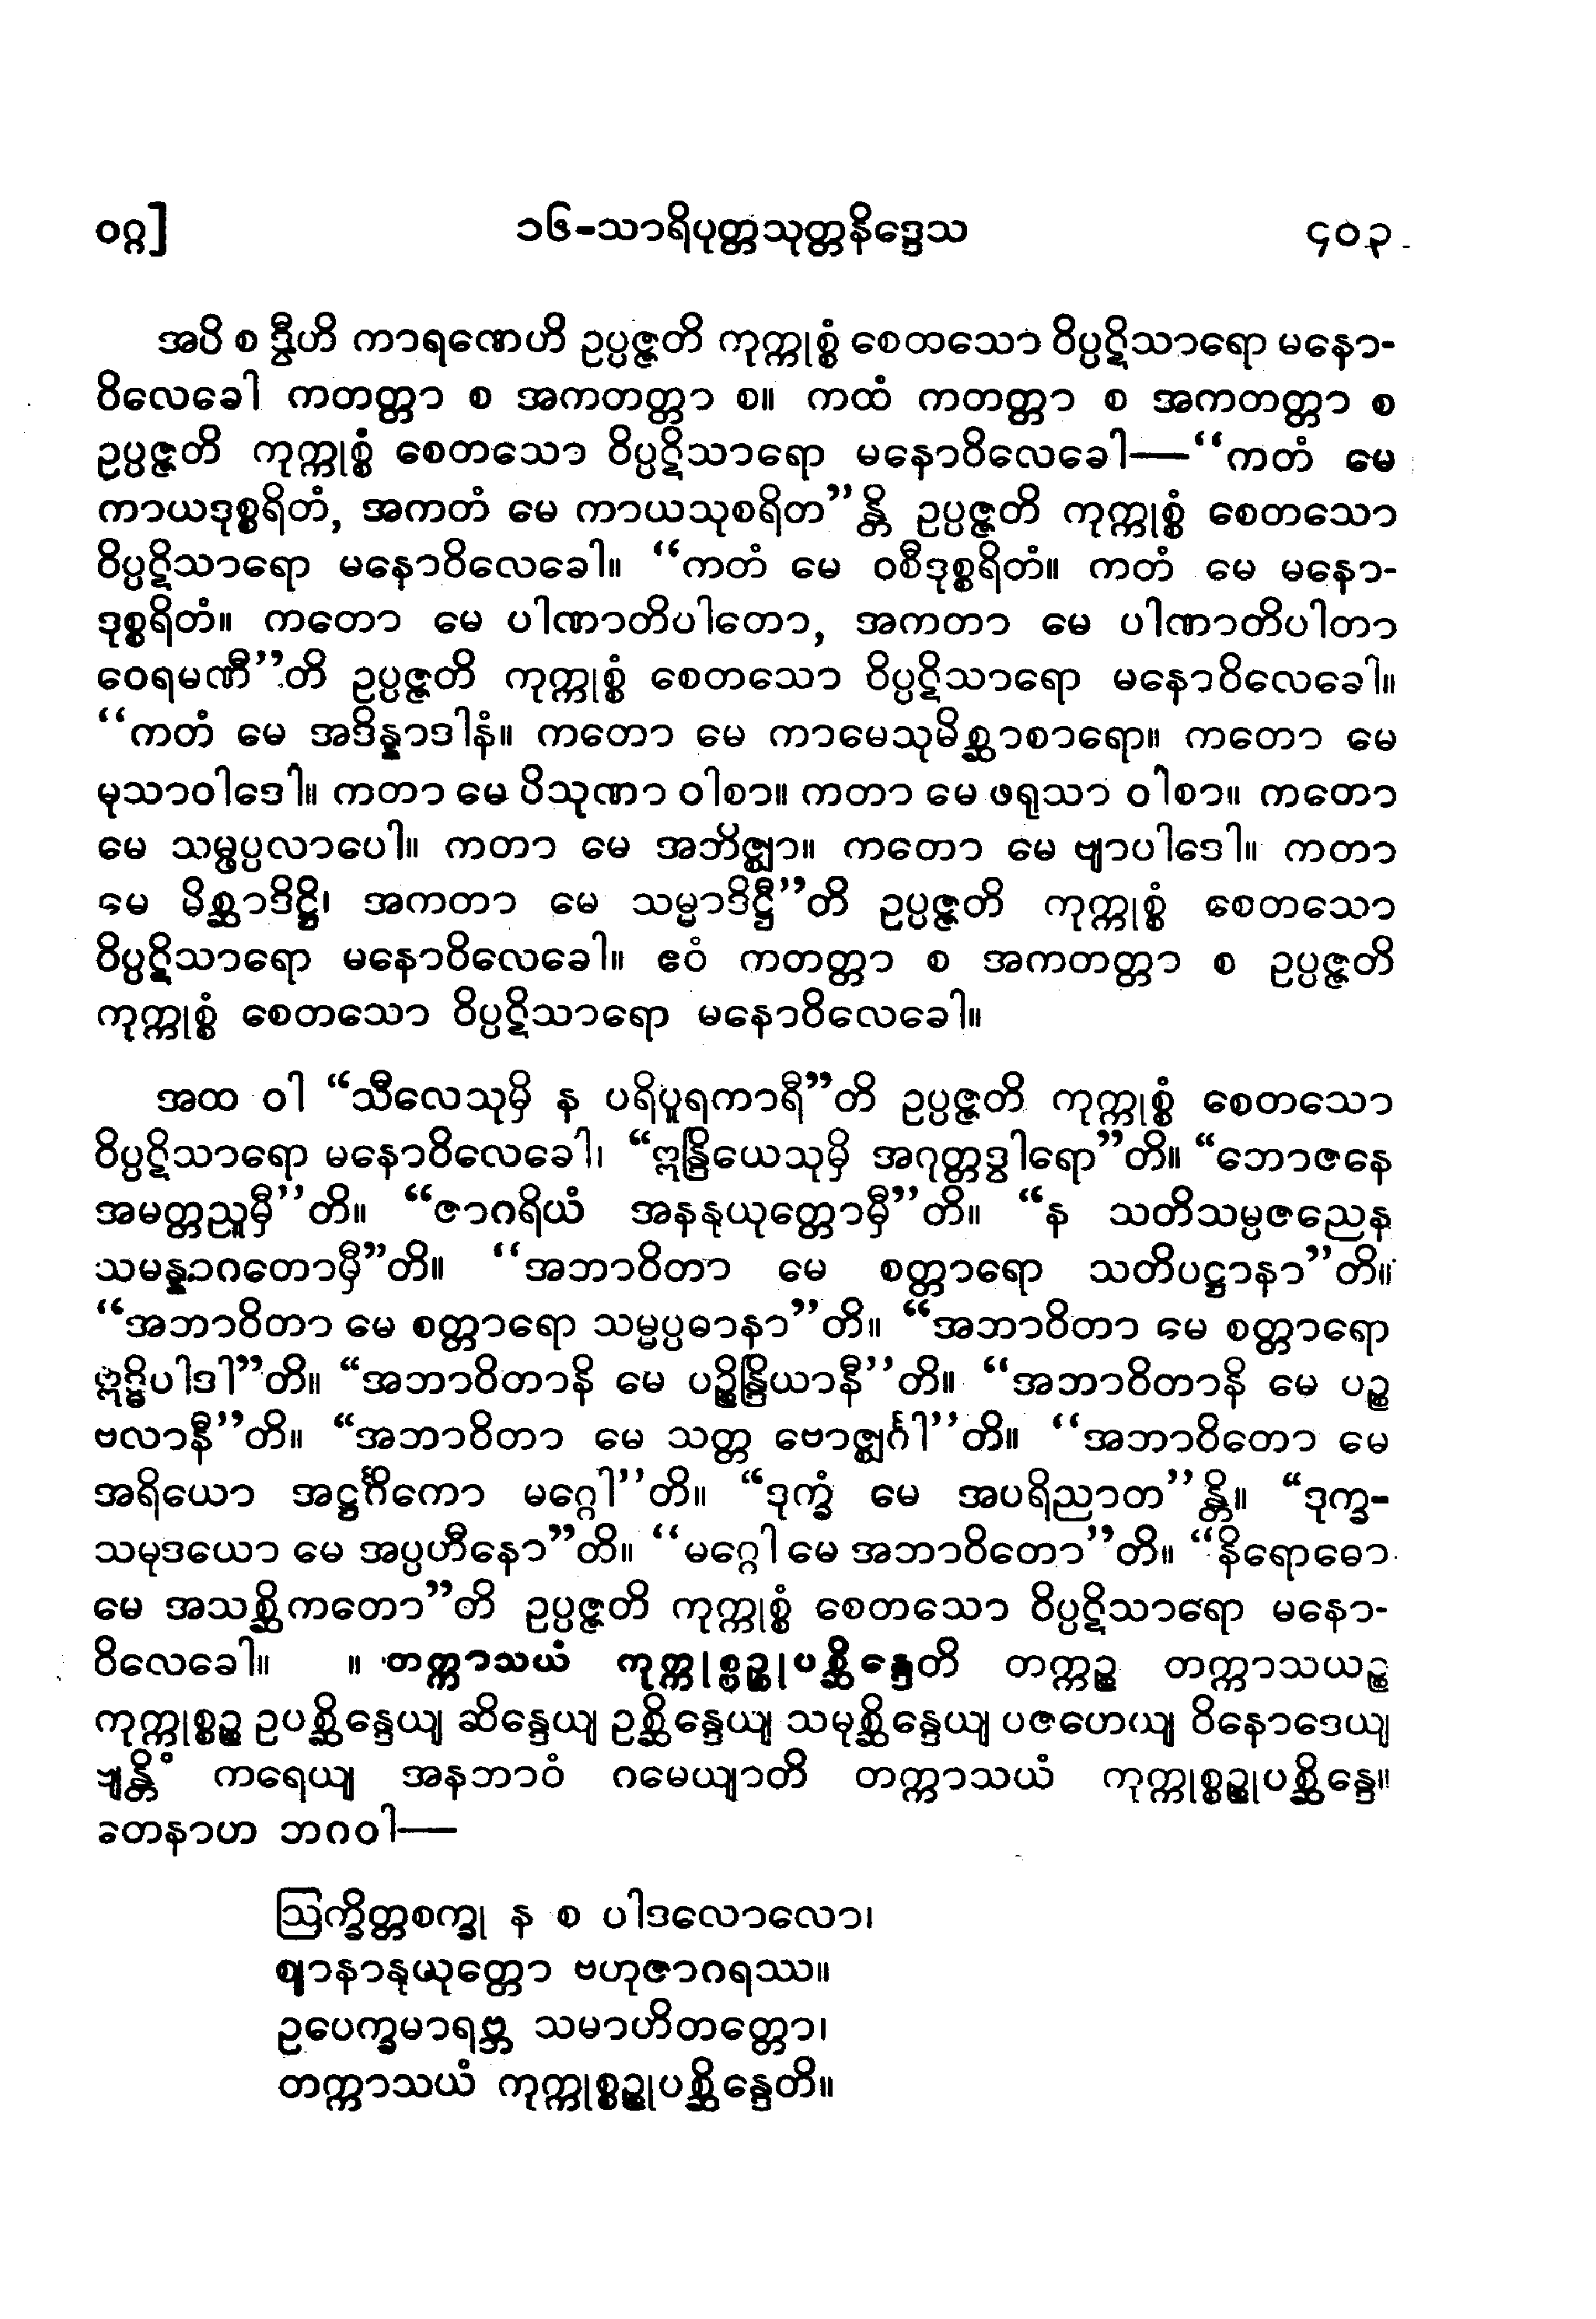 ဝဂ္ဂ]
၁၆-သာရိပုတ္တသုတ္တနိဒ္ဒေသ
၄၀၃
အပိ စ ဒွီဟိ ကာရဏေဟိ ဥပ္ပဇ္ဇတိ ကုက္ကုစ္စံ စေတသော ဝိပ္ပဋိသာရော မနော-
ဝိလေခေါ ကတတ္တာ စ အကတတ္တာ စ။ ကထံ ကတတ္တာ စ အကတတ္တာ စ
ဥပ္ပဇ္ဇတိ ကုက္ကုစ္စံ စေတသော ဝိပ္ပဋိသာရော မနောဝိလေခေါ—“ကတံ မေ
ကာယဒုစ္စရိတံ, အကတံ မေ ကာယသုစရိတ”န္တိ ဥပ္ပဇ္ဇတိ ကုက္ကုစ္စံ စေတသော
ဝိပ္ပဋိသာရော မနောဝိလေခေါ။ “ကတံ မေ ဝစီဒုစ္စရိတံ။ ကတံ မေ မနော-
ဒုစ္စရိတံ။ ကတော မေ ပါဏာတိပါတော, အကတာ မေ ပါဏာတိပါတာ
ဝေရမဏီ”တိ ဥပ္ပဇ္ဇတိ ကုက္ကုစ္စံ စေတသော ဝိပ္ပဋိသာရော မနောဝိလေခေါ။
“ကတံ မေ အဒိန္နာဒါနံ။ ကတော မေ ကာမေသုမိစ္ဆာစာရော။ ကတော မေ
မုသာဝါဒေါ။ ကတာ မေ ပိသုဏာ ဝါစာ။ ကတာ မေ ဖရုသာ ဝါစာ။ ကတော
မေ သမ္ဖပ္ပလာပေါ။ ကတာ မေ အဘိဇ္ဈာ။ ကတော မေ ဗျာပါဒေါ။ ကတာ
မေ မိစ္ဆာဒိဋ္ဌိ၊ အကတာ မေ သမ္မာဒိဋ္ဌီ”တိ ဥပ္ပဇ္ဇတိ ကုက္ကုစ္စံ စေတသော
ဝိပ္ပဋိသာရော မနောဝိလေခေါ။ ဧဝံ ကတတ္တာ စ အကတတ္တာ စ ဥပ္ပဇ္ဇတိ
ကုက္ကုစ္စံ စေတသော ဝိပ္ပဋိသာရော မနောဝိလေခေါ။
အထ ဝါ “သီလေသုမှိ န ပရိပူရကာရီ”တိ ဥပ္ပဇ္ဇတိ ကုက္ကုစ္စံ စေတသော
ဝိပ္ပဋိသာရော မနောဝိလေခေါ၊ “ဣန္ဒြိယေသုမှိ အဂုတ္တဒွါရော”တိ။ “ဘောဇနေ
အမတ္တညူမှီ”တိ။ “ဇာဂရိယံ အနနုယုတ္တောမှီ”တိ။ “န သတိသမ္ပဇညေန
သမန္နာဂတောမှီ”တိ။ “အဘာဝိတာ မေ စတ္တာရော သတိပဋ္ဌာနာ”တိ။
“အဘာဝိတာ မေ စတ္တာရော သမ္မပ္ပဓာနာ”တိ။ “အဘာဝိတာ မေ စတ္တာရော
ဣဒ္ဓိပါဒါ”တိ။ “အဘာဝိတာနိ မေ ပဉ္စိန္ဒြိယာနီ”တိ။ “အဘာဝိတာနိ မေ ပဉ္စ
ဗလာနီ”တိ။ “အဘာဝိတာ မေ သတ္တ ဗောဇ္ဈင်္ဂါ”တိ။ “အဘာဝိတော မေ
အရိယော အဋ္ဌင်္ဂိကော မဂ္ဂေါ”တိ။ “ဒုက္ခံ မေ အပရိညာတ”န္တိ။ “ဒုက္ခ-
သမုဒယော မေ အပ္ပဟီနော”တိ။ “မဂ္ဂေါ မေ အဘာဝိတော”တိ။ “နိရောဓော
မေ အသစ္ဆိကတော”တိ ဥပ္ပဇ္ဇတိ ကုက္ကုစ္စံ စေတသော ဝိပ္ပဋိသာရော မနော-
ဝိလေခေါ။ ။ တက္ကာသယံ ကုက္ကုစ္စဉ္စုပစ္ဆိန္ဒေတိ တက္ကဉ္စ တက္ကာသယဉ္စ
ကုက္ကုစ္စဉ္စ ဥပစ္ဆိန္ဒေယျ ဆိန္ဒေယျ ဥစ္ဆိန္ဒေယျ သမုစ္ဆိန္ဒေယျ ပဇဟေယျ ဝိနောဒေယျ
ဗျန္တိံ ကရေယျ အနဘာဝံ ဂမေယျာတိ တက္ကာသယံ ကုက္ကုစ္စဉ္စုပစ္ဆိန္ဒေ။
တေနာဟ ဘဂဝါ—
ဩက္ခိတ္တစက္ခု န စ ပါဒလောလော၊
ဈာနာနုယုတ္တော ဗဟုဇာဂရဿ။
ဥပေက္ခမာရဗ္ဘ သမာဟိတတ္တော၊
တက္ကာသယံ ကုက္ကုစ္စဉ္စုပစ္ဆိန္ဒေတိ။